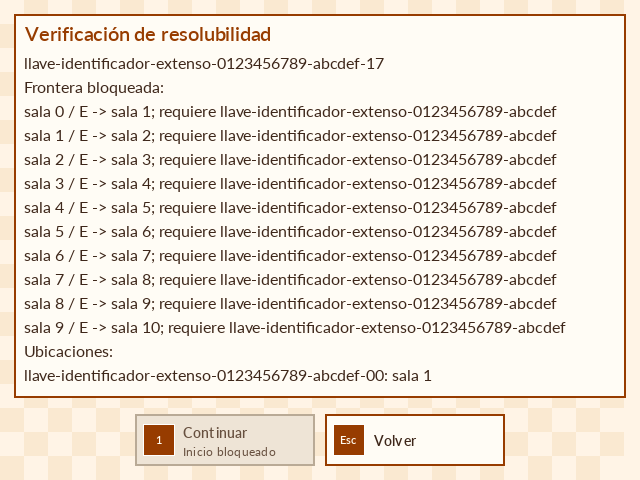 Verificación de resolubilidad
llave-identificador-extenso-0123456789-abcdef-17
Frontera bloqueada:
sala 0 / E -> sala 1; requiere llave-identificador-extenso-0123456789-abcdef
sala 1 / E -> sala 2; requiere llave-identificador-extenso-0123456789-abcdef
sala 2 / E -> sala 3; requiere llave-identificador-extenso-0123456789-abcdef
sala 3 / E -> sala 4; requiere llave-identificador-extenso-0123456789-abcdef
sala 4 / E -> sala 5; requiere llave-identificador-extenso-0123456789-abcdef
sala 5 / E -> sala 6; requiere llave-identificador-extenso-0123456789-abcdef
sala 6 / E -> sala 7; requiere llave-identificador-extenso-0123456789-abcdef
sala 7 / E -> sala 8; requiere llave-identificador-extenso-0123456789-abcdef
sala 8 / E -> sala 9; requiere llave-identificador-extenso-0123456789-abcdef
sala 9 / E -> sala 10; requiere llave-identificador-extenso-0123456789-abcdef
Ubicaciones:
llave-identificador-extenso-0123456789-abcdef-00: sala 1
1 Continuar
Inicio bloqueado
Esc Volver